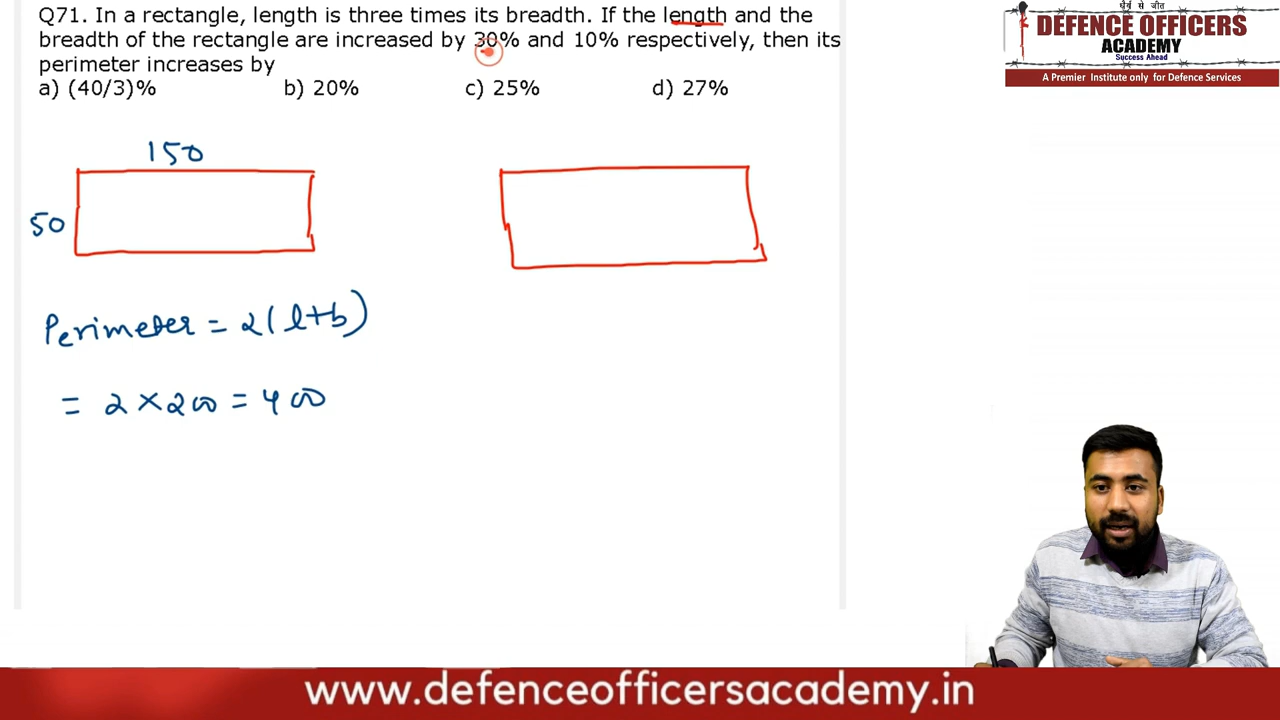 Q71. In a rectangle, length is three times its breadth. If the length and the
breadth of the rectangle are increased by 30% and 10% respectively, then its
perimeter increases by
a) (40/3)% b) 20% c) 25% d) 27%
धैर्य से जीत
DEFENCE OFFICERS
ACADEMY
Success Ahead
A Premier Institute only for Defence Services
150
50
Perimeter = 2(l+b)
= 2 × 200 = 400
www.defenceofficersacademy.in